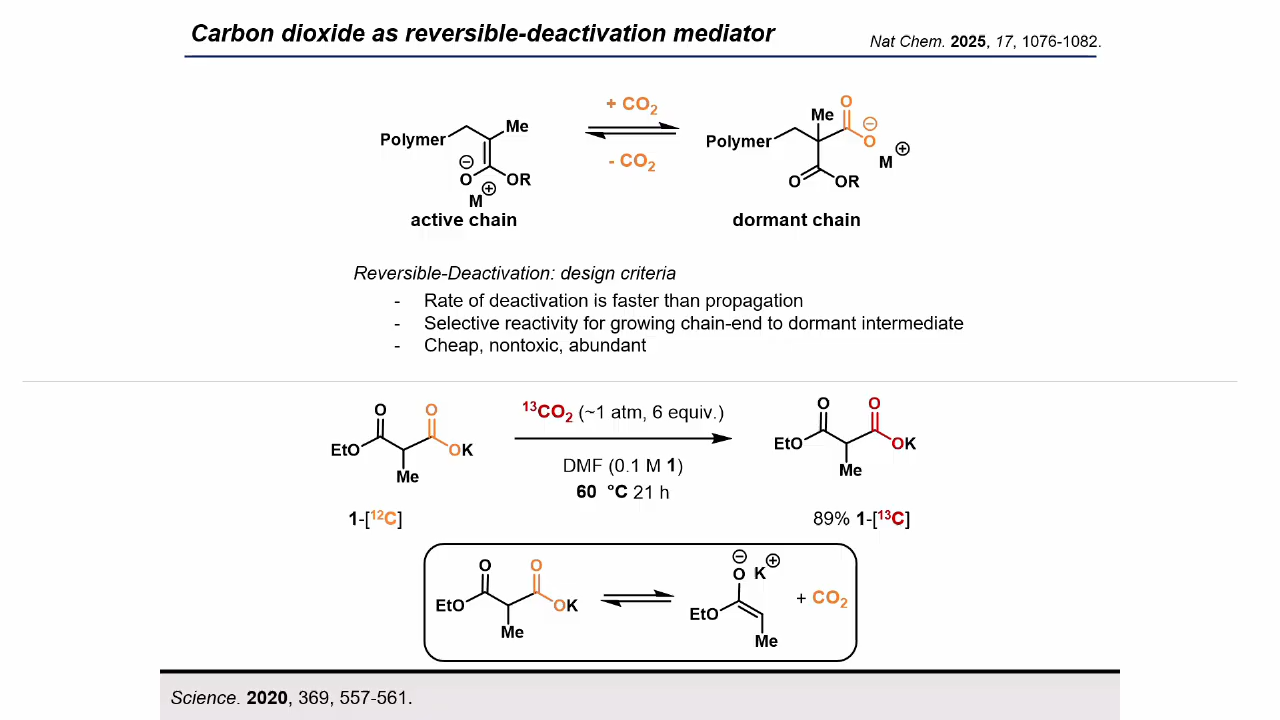 Carbon dioxide as reversible-deactivation mediator
Nat Chem. 2025, 17, 1076-1082.
Polymer
Me
⊖
O
OR
M⊕
active chain
+ CO2
- CO2
Polymer
Me
O
O⊖
M⊕
O
OR
dormant chain
Reversible-Deactivation: design criteria
- Rate of deactivation is faster than propagation
- Selective reactivity for growing chain-end to dormant intermediate
- Cheap, nontoxic, abundant
O O
EtO OK
Me
1-[12C]
13CO2 (~1 atm, 6 equiv.)
DMF (0.1 M 1)
60 °C 21 h
O O
EtO OK
Me
89% 1-[13C]
O O
EtO OK
Me
⊖
O K⊕
EtO
Me
+ CO2
Science. 2020, 369, 557-561.